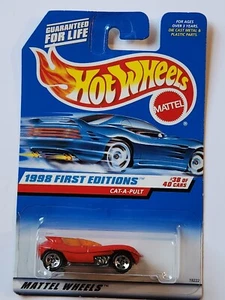 GUARANTEED
FOR LIFE
FOR AGES
OVER 3 YEARS.
DIE CAST METAL &
PLASTIC PARTS.
Hot Wheels
MATTEL
1998 FIRST EDITIONS
CAT-A-PULT
#38 OF
40 CARS
MATTEL WHEELS